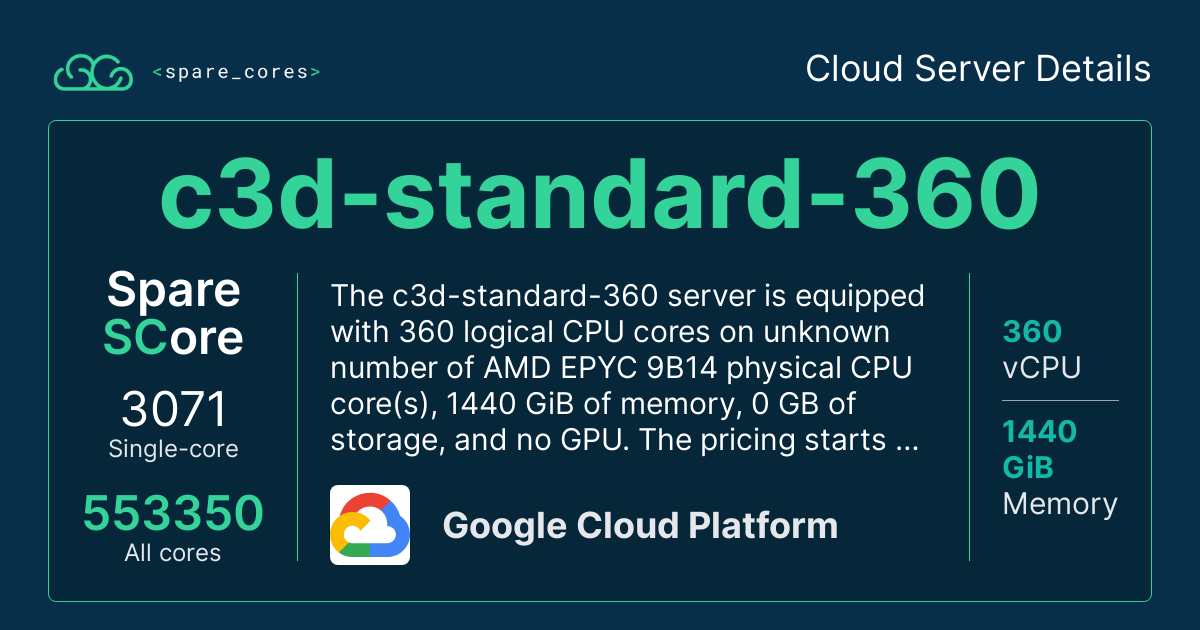 <spare_cores>
Cloud Server Details
c3d-standard-360
Spare
SCore
3071
Single-core
553350
All cores
The c3d-standard-360 server is equipped
with 360 logical CPU cores on unknown
number of AMD EPYC 9B14 physical CPU
core(s), 1440 GiB of memory, 0 GB of
storage, and no GPU. The pricing starts ...
Google Cloud Platform
360
vCPU
1440
GiB
Memory